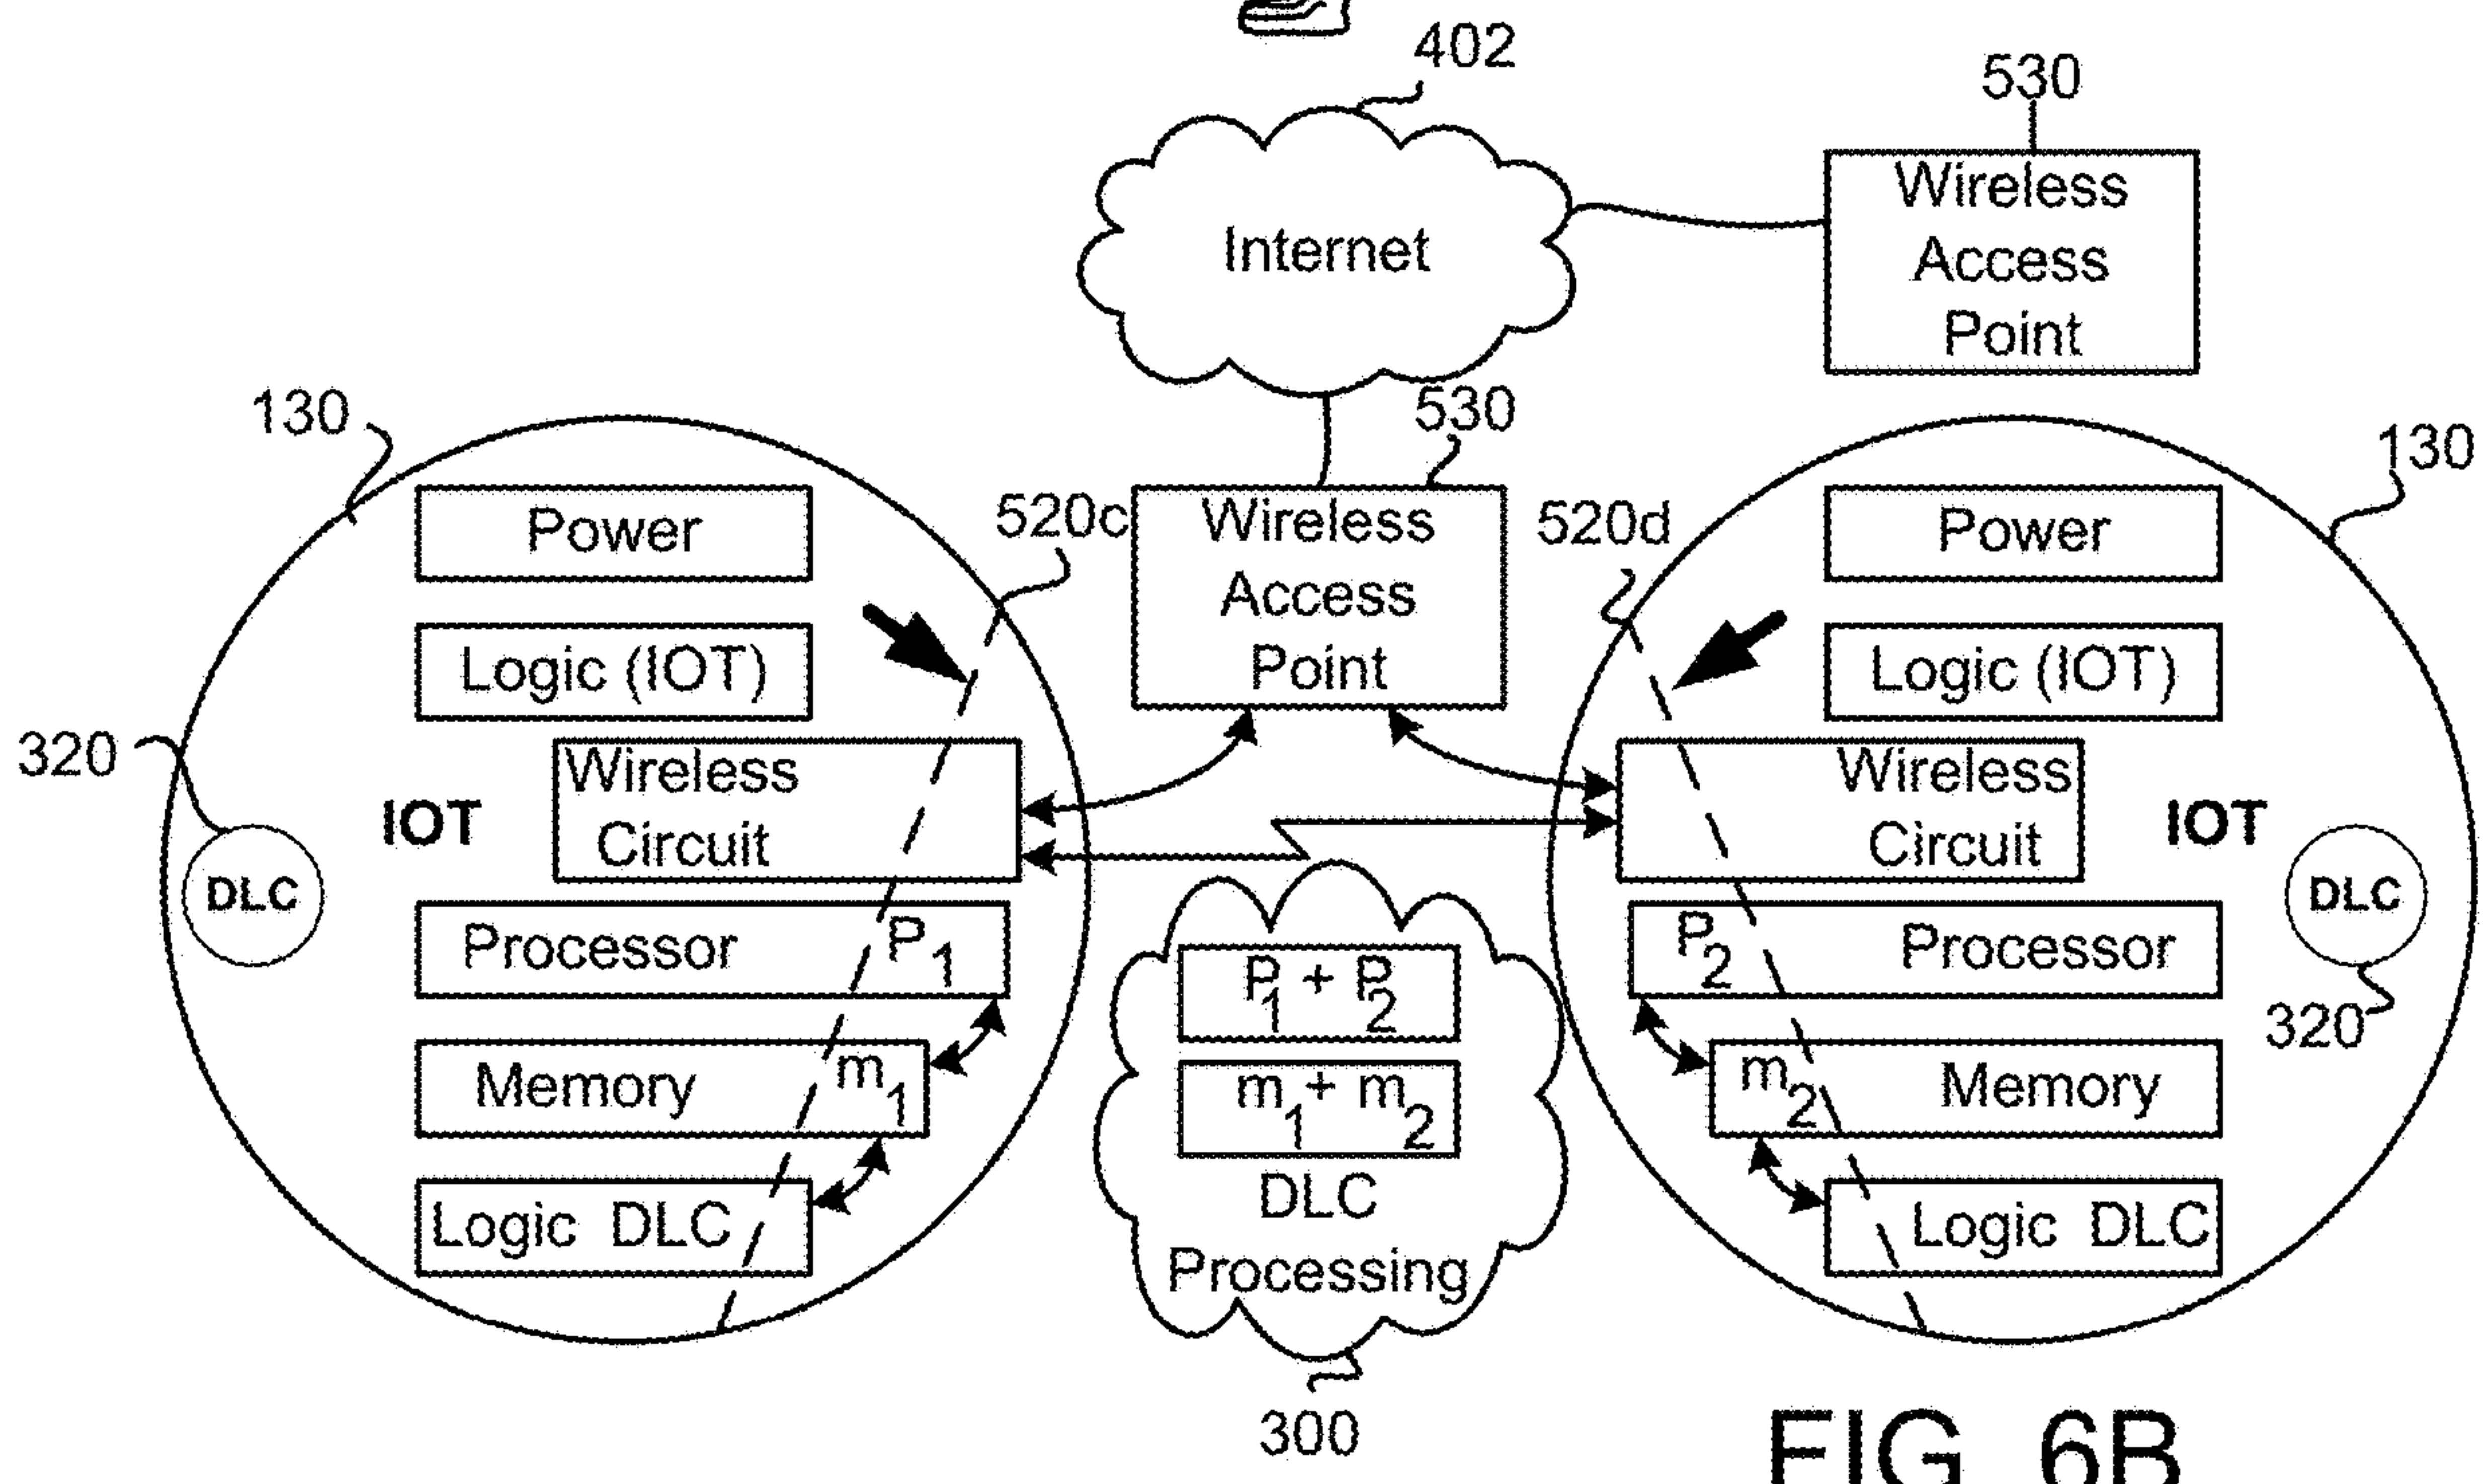 402
530
Wireless
Access
Point
Internet
130
530
130
520c
Wireless
Access
Point
520d
Power
Logic (IOT)
320
IOT
DLC
Wireless
Circuit
Processor P1
Memory m1
Logic DLC
P1 + P2
m1 + m2
DLC
Processing
300
Power
Logic (IOT)
Wireless
Circuit
IOT
DLC
320
P2 Processor
m2 Memory
Logic DLC
FIG. 6B